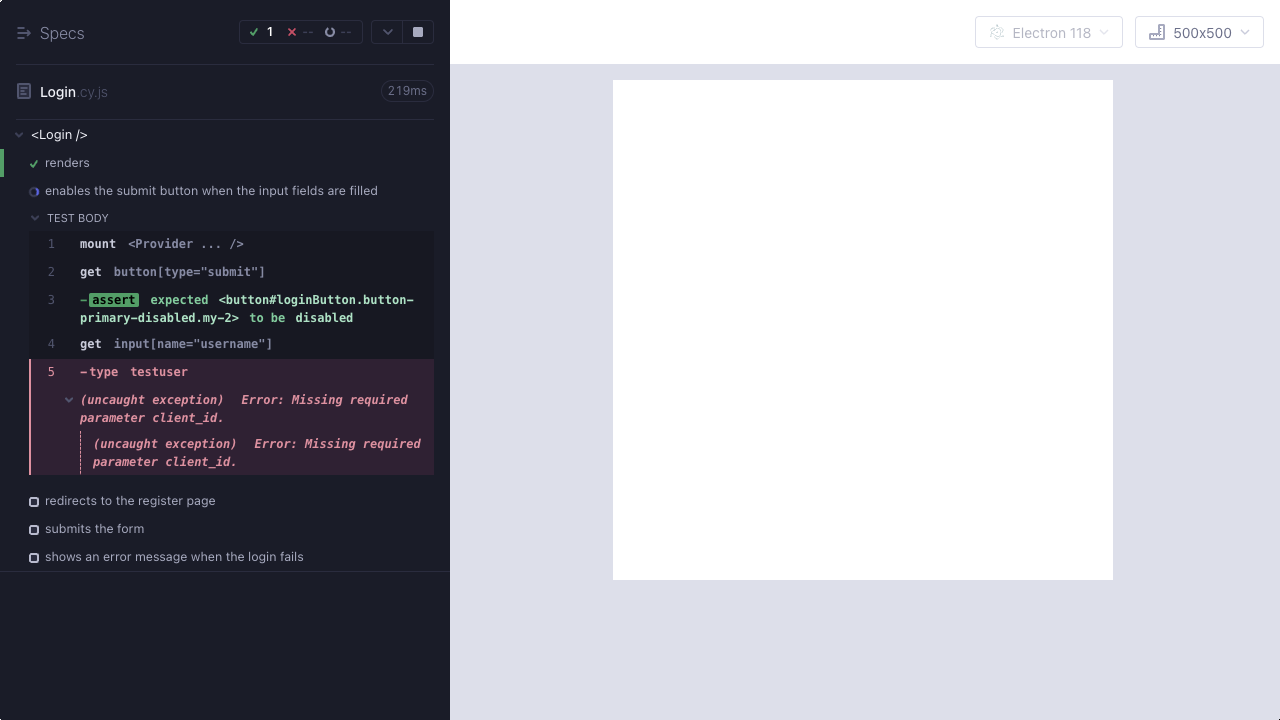 Specs
1 -- --
Electron 118
500x500
Login.cy.js
219ms
<Login />
renders
enables the submit button when the input fields are filled
TEST BODY
1 mount <Provider ... />
2 get button[type="submit"]
3 -assert expected <button#loginButton.button-
primary-disabled.my-2> to be disabled
4 get input[name="username"]
5 -type testuser
(uncaught exception) Error: Missing required
parameter client_id.
(uncaught exception) Error: Missing required
parameter client_id.
redirects to the register page
submits the form
shows an error message when the login fails